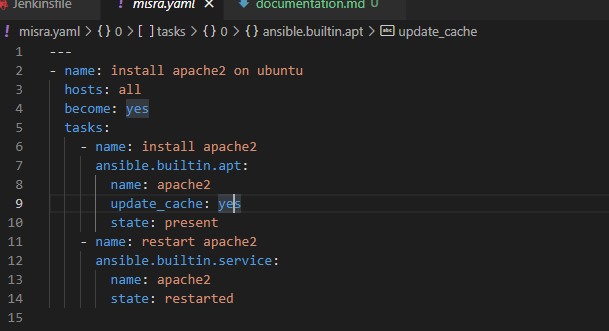 Jenkinsfile ! misra.yaml X documentation.md U
! misra.yaml > {} 0 > [ ] tasks > {} 0 > {} ansible.builtin.apt > abc update_cache
1 ---
2 - name: install apache2 on ubuntu
3   hosts: all
4   become: yes
5   tasks:
6     - name: install apache2
7       ansible.builtin.apt:
8         name: apache2
9         update_cache: yes
10         state: present
11     - name: restart apache2
12       ansible.builtin.service:
13         name: apache2
14         state: restarted
15